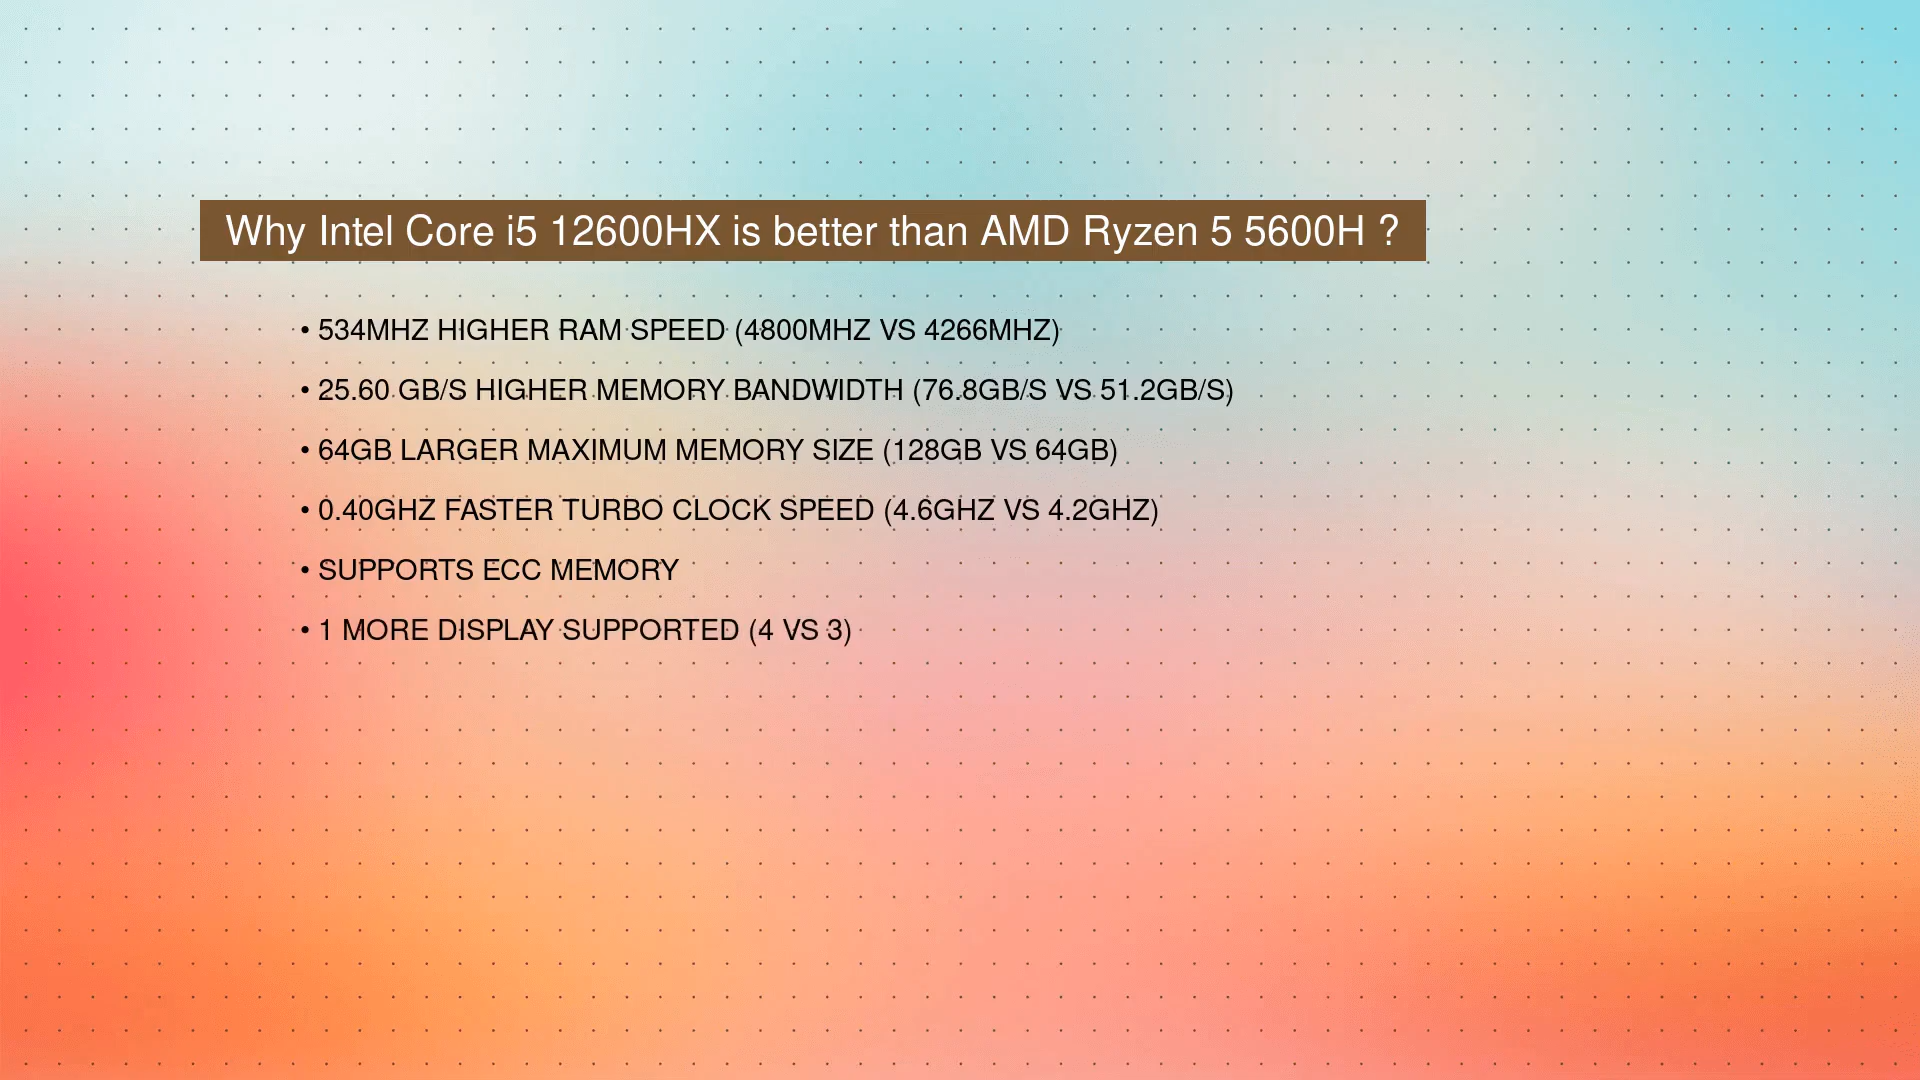 Why Intel Core i5 12600HX is better than AMD Ryzen 5 5600H ?
• 534MHZ HIGHER RAM SPEED (4800MHZ VS 4266MHZ)
• 25.60 GB/S HIGHER MEMORY BANDWIDTH (76.8GB/S VS 51.2GB/S)
• 64GB LARGER MAXIMUM MEMORY SIZE (128GB VS 64GB)
• 0.40GHZ FASTER TURBO CLOCK SPEED (4.6GHZ VS 4.2GHZ)
• SUPPORTS ECC MEMORY
• 1 MORE DISPLAY SUPPORTED (4 VS 3)